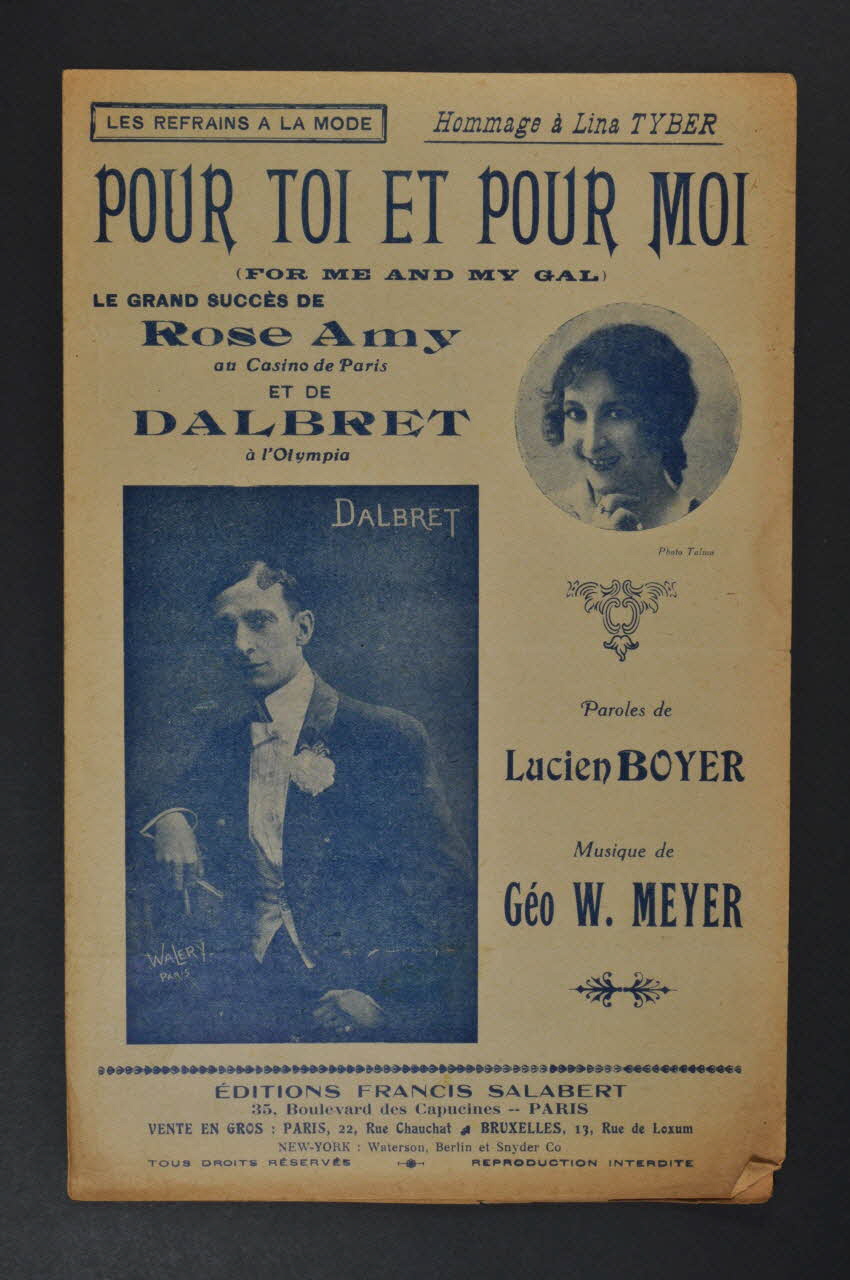 LES REFRAINS A LA MODE
Hommage à Lina TYBER
POUR TOI ET POUR MOI
(FOR ME AND MY GAL)
LE GRAND SUCCÈS DE
Rose Amy
au Casino de Paris
ET DE
DALBRET
à l'Olympia
DALBRET
Photo Talma
Paroles de
Lucien BOYER
Musique de
Géo W. MEYER
WALERY
PARIS
ÉDITIONS FRANCIS SALABERT
35, Boulevard des Capucines -- PARIS
VENTE EN GROS : PARIS, 22, Rue Chauchat BRUXELLES, 13, Rue de Loxum
NEW-YORK : Waterson, Berlin et Snyder Co
TOUS DROITS RÉSERVÉS REPRODUCTION INTERDITE